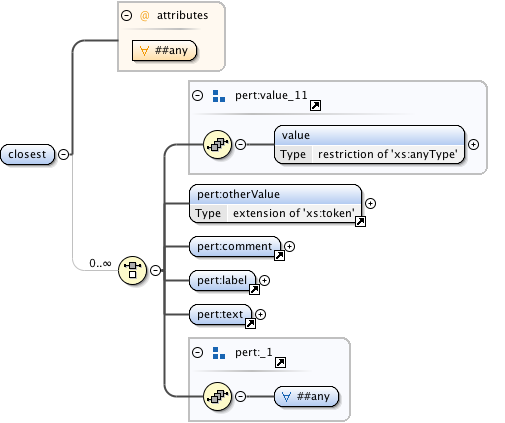 attributes
##any
pert:value_11
closest
value
Type restriction of 'xs:anyType'
pert:otherValue
Type extension of 'xs:token'
pert:comment
0..∞
pert:label
pert:text
pert:_1
##any